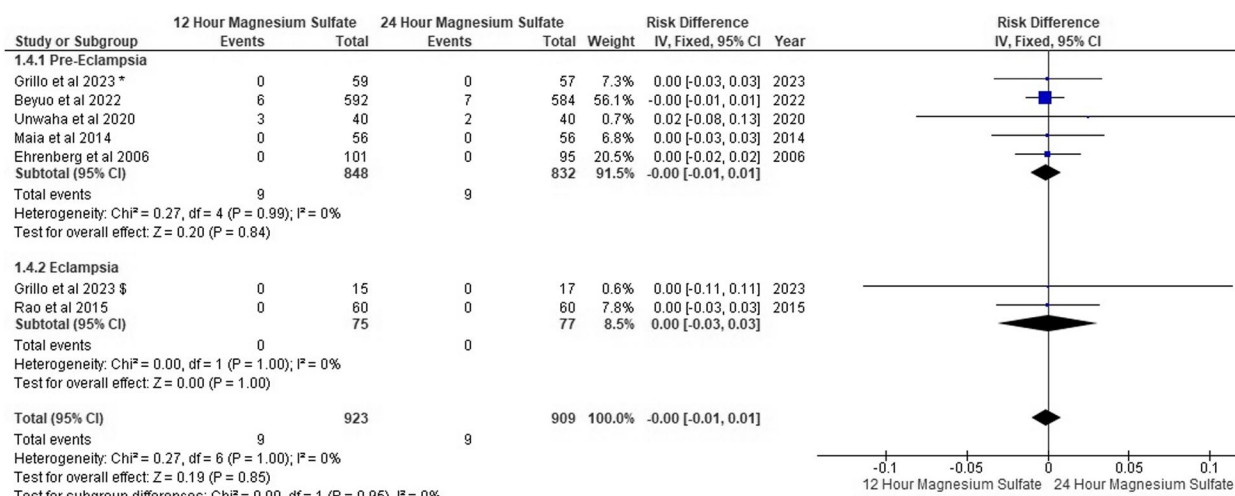 12 Hour Magnesium Sulfate 24 Hour Magnesium Sulfate Risk Difference Risk Difference
Study or Subgroup Events Total Events Total Weight IV, Fixed, 95% CI Year IV, Fixed, 95% CI
1.4.1 Pre-Eclampsia
Grillo et al 2023 * 0 59 0 57 7.3% 0.00 [-0.03, 0.03] 2023
Beyuo et al 2022 6 592 7 584 56.1% -0.00 [-0.01, 0.01] 2022
Unwaha et al 2020 3 40 2 40 0.7% 0.02 [-0.08, 0.13] 2020
Maia et al 2014 0 56 0 56 6.8% 0.00 [-0.03, 0.03] 2014
Ehrenberg et al 2006 0 101 0 95 20.5% 0.00 [-0.02, 0.02] 2006
Subtotal (95% CI) 848 832 91.5% -0.00 [-0.01, 0.01]
Total events 9 9
Heterogeneity: Chi² = 0.27, df = 4 (P = 0.99); I² = 0%
Test for overall effect: Z = 0.20 (P = 0.84)
1.4.2 Eclampsia
Grillo et al 2023 $ 0 15 0 17 0.6% 0.00 [-0.11, 0.11] 2023
Rao et al 2015 0 60 0 60 7.8% 0.00 [-0.03, 0.03] 2015
Subtotal (95% CI) 75 77 8.5% 0.00 [-0.03, 0.03]
Total events 0 0
Heterogeneity: Chi² = 0.00, df = 1 (P = 1.00); I² = 0%
Test for overall effect: Z = 0.00 (P = 1.00)
Total (95% CI) 923 909 100.0% -0.00 [-0.01, 0.01]
Total events 9 9
Heterogeneity: Chi² = 0.27, df = 6 (P = 1.00); I² = 0%
Test for overall effect: Z = 0.19 (P = 0.85)
Test for subgroup differences: Chi² = 0.00, df = 1 (P = 0.95), I² = 0%
-0.1 -0.05 0 0.05 0.1
12 Hour Magnesium Sulfate 24 Hour Magnesium Sulfate